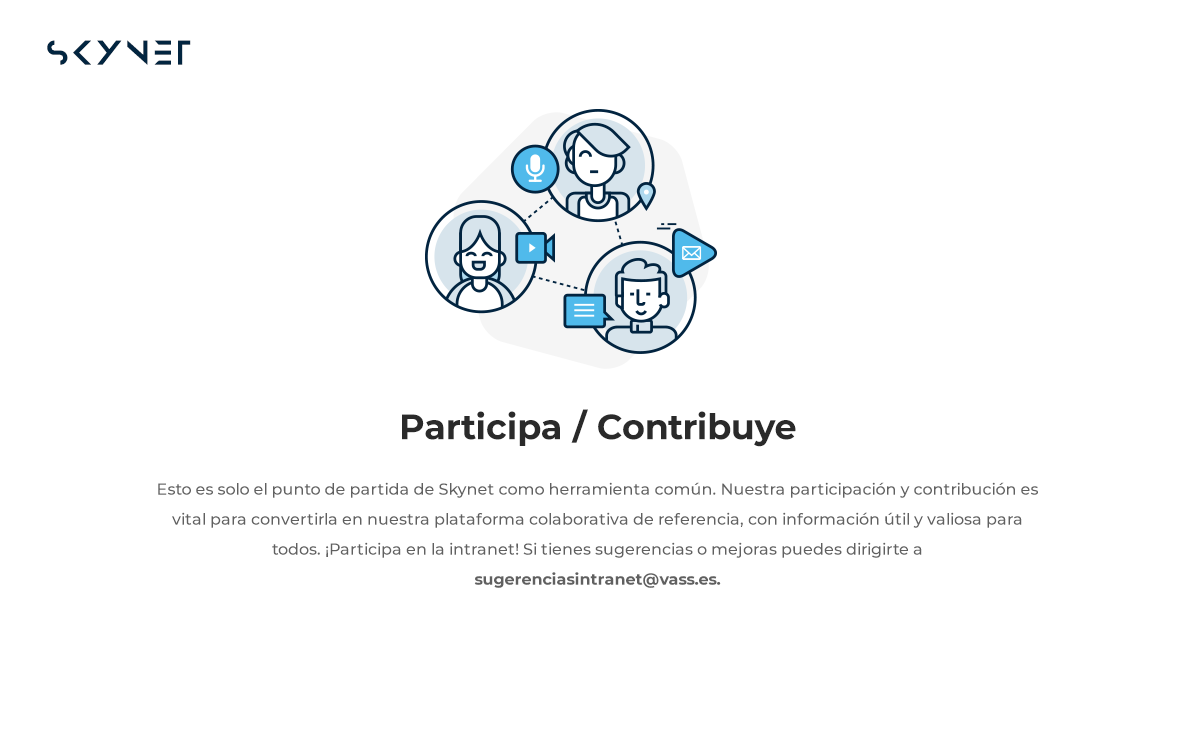 SKYNET
Participa / Contribuye
Esto es solo el punto de partida de Skynet como herramienta común. Nuestra participación y contribución es
vital para convertirla en nuestra plataforma colaborativa de referencia, con información útil y valiosa para
todos. ¡Participa en la intranet! Si tienes sugerencias o mejoras puedes dirigirte a
sugerenciasintranet@vass.es.